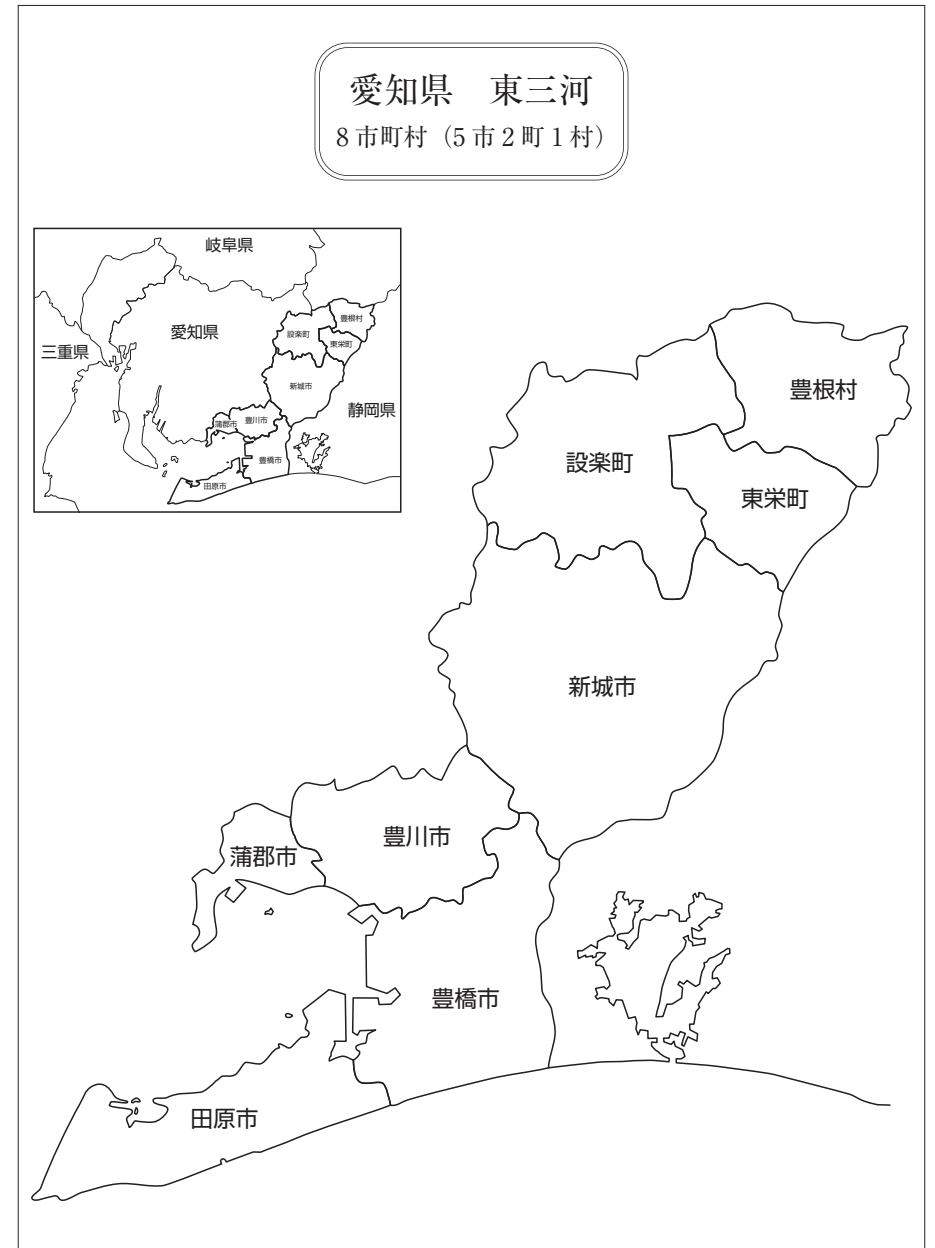 愛知県　東三河
8市町村（5市2町1村）
岐阜県
愛知県
三重県
静岡県
豊根村
設楽町
東栄町
新城市
蒲郡市
豊川市
豊橋市
田原市
豊根村
設楽町
東栄町
新城市
豊川市
蒲郡市
豊橋市
田原市